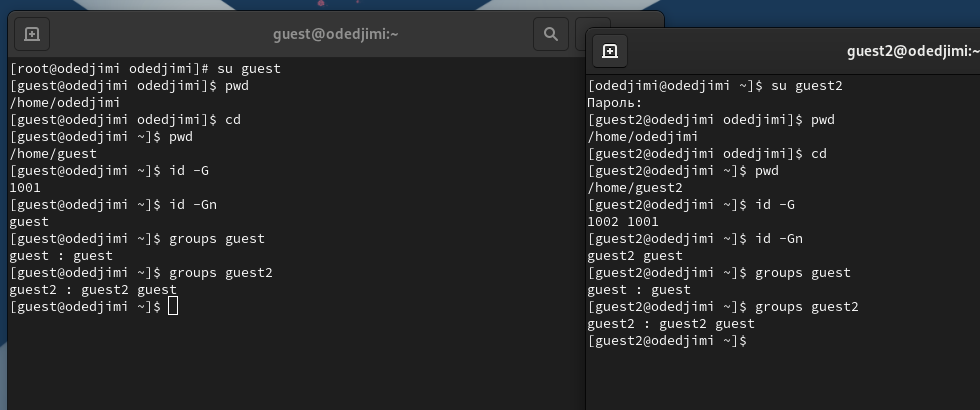 guest@odedjimi:~
[root@odedjimi odedjimi]# su guest
[guest@odedjimi odedjimi]$ pwd
/home/odedjimi
[guest@odedjimi odedjimi]$ cd
[guest@odedjimi ~]$ pwd
/home/guest
[guest@odedjimi ~]$ id -G
1001
[guest@odedjimi ~]$ id -Gn
guest
[guest@odedjimi ~]$ groups guest
guest : guest
[guest@odedjimi ~]$ groups guest2
guest2 : guest2 guest
[guest@odedjimi ~]$
guest2@odedjimi:~
[odedjimi@odedjimi ~]$ su guest2
Пароль:
[guest2@odedjimi odedjimi]$ pwd
/home/odedjimi
[guest2@odedjimi odedjimi]$ cd
[guest2@odedjimi ~]$ pwd
/home/guest2
[guest2@odedjimi ~]$ id -G
1002 1001
[guest2@odedjimi ~]$ id -Gn
guest2 guest
[guest2@odedjimi ~]$ groups guest
guest : guest
[guest2@odedjimi ~]$ groups guest2
guest2 : guest2 guest
[guest2@odedjimi ~]$